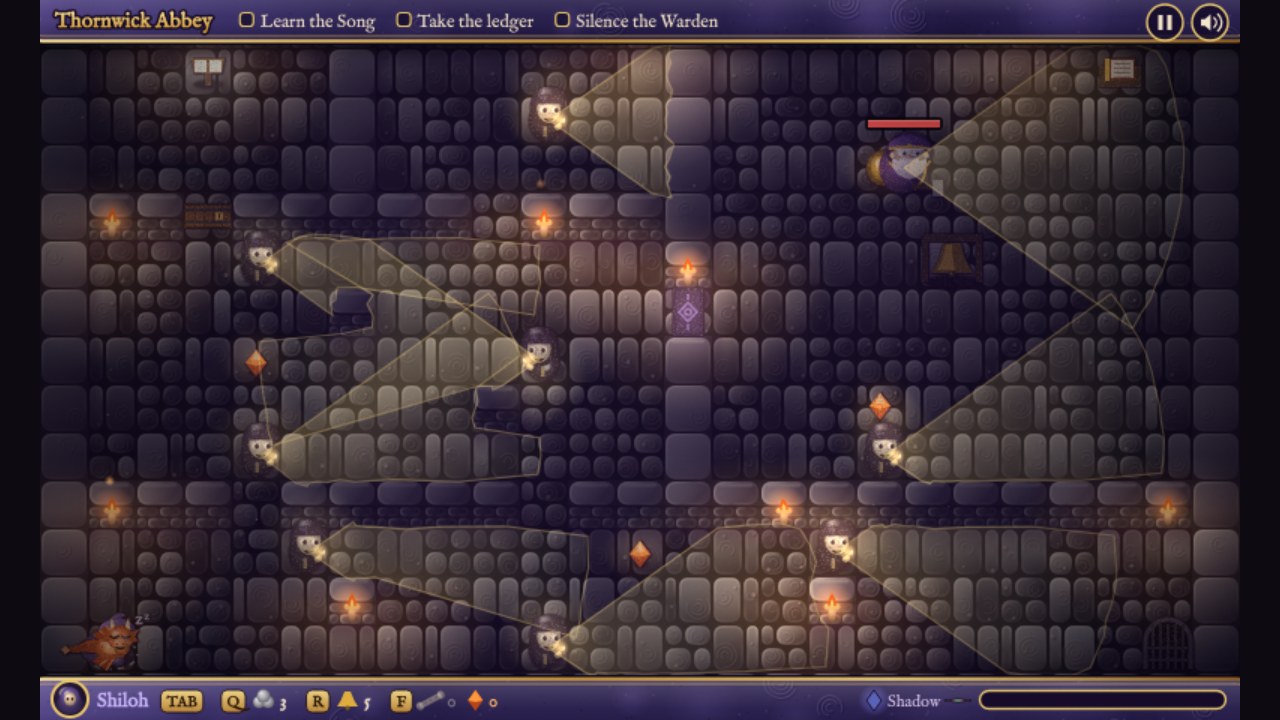 Thornwick Abbey
Learn the Song
Take the ledger
Silence the Warden
z z
Shiloh
TAB
Q
3
R
5
F
0
0
Shadow